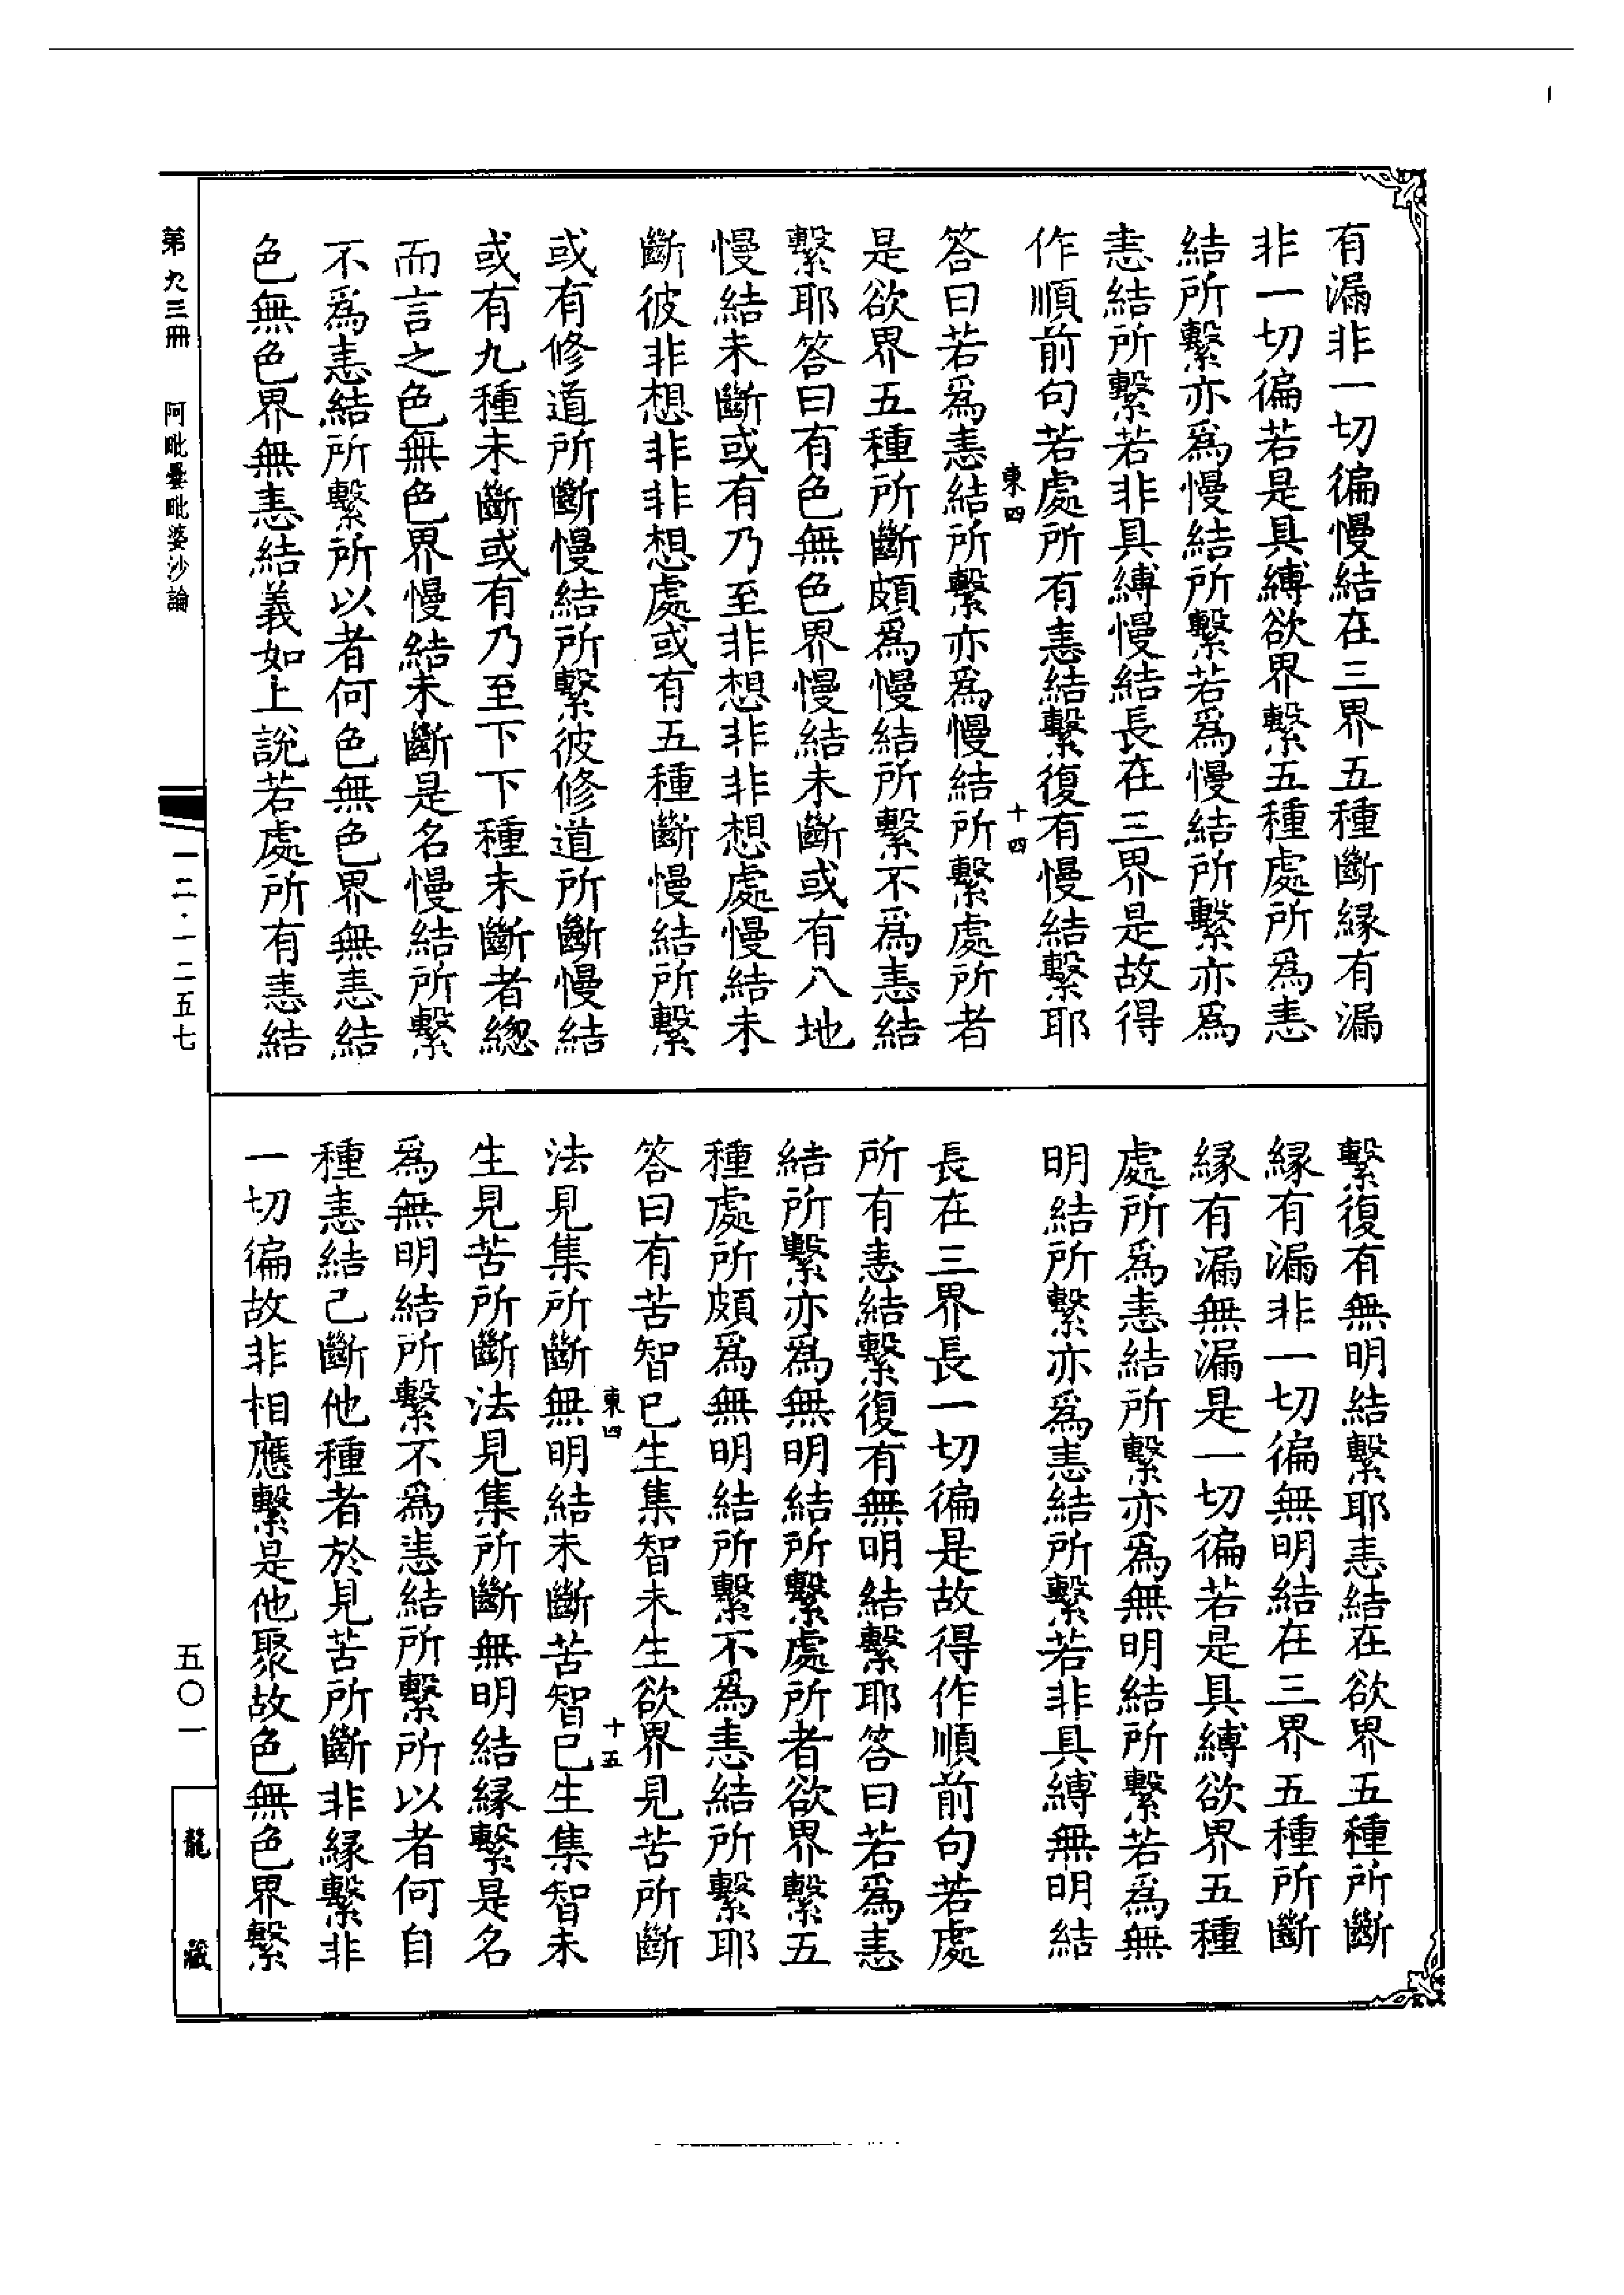 有漏非一切徧慢結在三界五種斷緣有漏
非一切徧若是具縛欲界繫五種處所爲恚
結所繫亦爲慢結所繫若爲慢結所繫亦爲
恚結所繫若非具縛慢結長在三界是故得
作順前句若處所有恚結繫復有慢結繫耶
東四
十四
答曰若爲恚結所繫亦爲慢結所繫處所者
是欲界五種所斷頗爲慢結所繫不爲恚結
繫耶答曰有色無色界慢結未斷或有八地
慢結未斷或有乃至非想非非想處慢結未
斷彼非想非非想處或有五種斷慢結所繫
或有修道所斷慢結所繫彼修道所斷慢結
或有九種未斷或有乃至下下種未斷者總
而言之色無色界慢結未斷是名慢結所繫
不爲恚結所繫所以者何色無色界無恚結
色無色界無恚結義如上說若處所有恚結
繫復有無明結繫耶恚結在欲界五種所斷
緣有漏非一切徧無明結在三界五種所斷
緣有漏無漏是一切徧若是具縛欲界五種
處所爲恚結所繫亦爲無明結所繫若爲無
明結所繫亦爲恚結所繫若非具縛無明結
長在三界長一切徧是故得作順前句若處
所有恚結繫復有無明結繫耶答曰若爲恚
結所繫亦爲無明結所繫處所者欲界繫五
種處所頗爲無明結所繫不爲恚結所繫耶
答曰有苦智已生集智未生欲界見苦所斷
東四
十五
法見集所斷無明結未斷苦智已生集智未
生見苦所斷法見集所斷無明結緣繫是名
爲無明結所繫不爲恚結所繫所以者何自
種恚結已斷他種者於見苦所斷非緣繫非
一切徧故非相應繫是他聚故色無色界繫
第九三冊 阿毗曇毗婆沙論
一二·一二五七
五〇一
龍藏